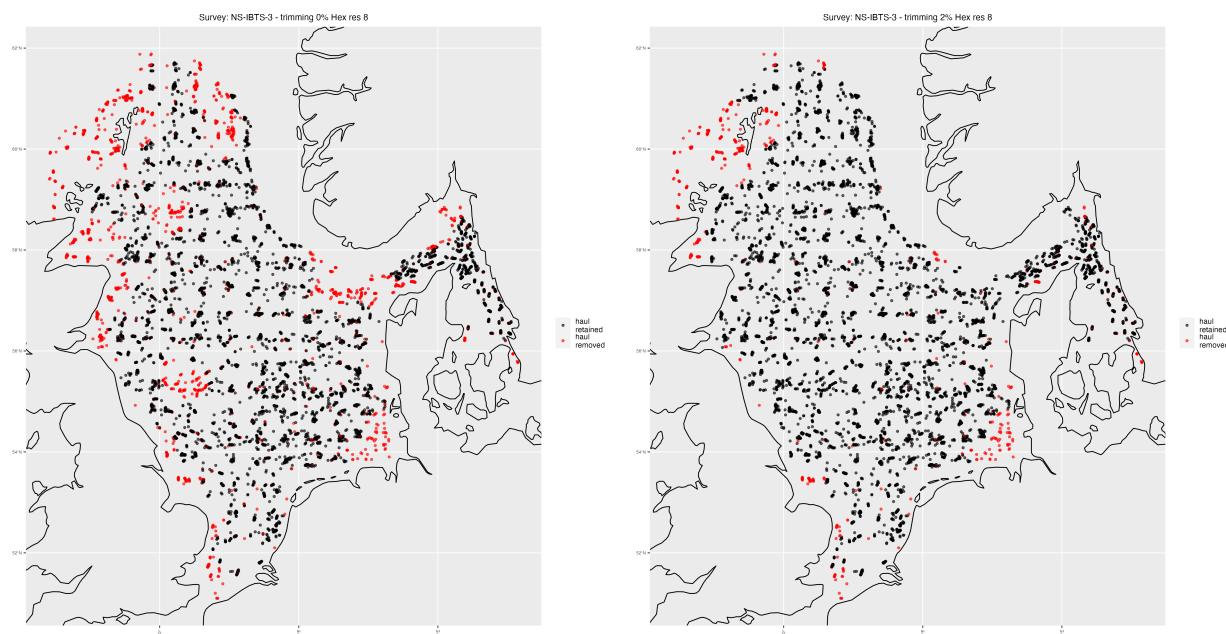 Survey: NS-IBTS-3 - trimming 0% Hex res 8
62°N
60°N
58°N
56°N
54°N
52°N
haul
retained
haul
removed
Survey: NS-IBTS-3 - trimming 2% Hex res 8
62°N
60°N
58°N
56°N
54°N
52°N
haul
retained
haul
removed